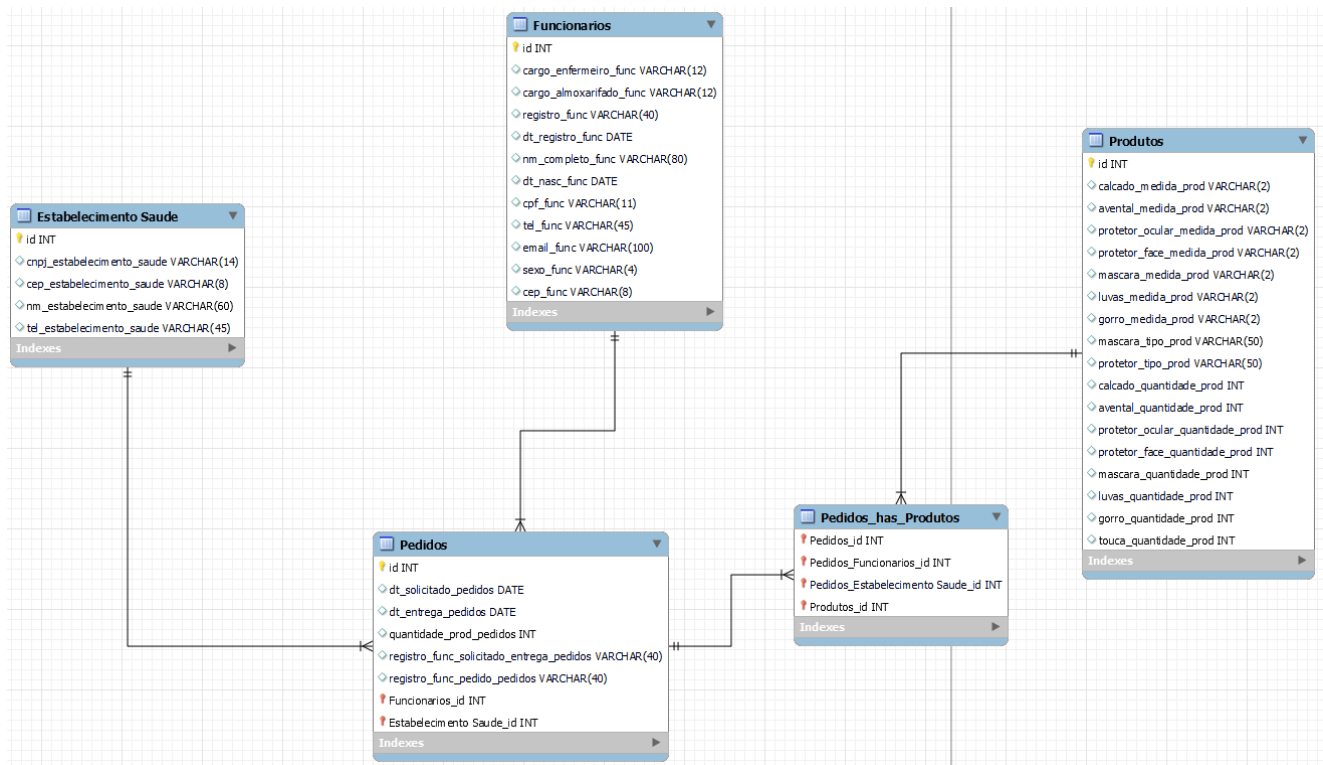 Funcionarios
id INT
cargo_enfermeiro_func VARCHAR(12)
cargo_almoxarifado_func VARCHAR(12)
registro_func VARCHAR(40)
dt_registro_func DATE
nm_completo_func VARCHAR(80)
dt_nasc_func DATE
cpf_func VARCHAR(11)
tel_func VARCHAR(45)
email_func VARCHAR(100)
sexo_func VARCHAR(4)
cep_func VARCHAR(8)
Indexes
Estabelecimento Saude
id INT
cnpj_estabelecimento_saude VARCHAR(14)
cep_estabelecimento_saude VARCHAR(8)
nm_estabelecimento_saude VARCHAR(60)
tel_estabelecimento_saude VARCHAR(45)
Indexes
Produtos
id INT
calcado_medida_prod VARCHAR(2)
avental_medida_prod VARCHAR(2)
protetor_ocular_medida_prod VARCHAR(2)
protetor_face_medida_prod VARCHAR(2)
mascara_medida_prod VARCHAR(2)
luvas_medida_prod VARCHAR(2)
gorro_medida_prod VARCHAR(2)
mascara_tipo_prod VARCHAR(50)
protetor_tipo_prod VARCHAR(50)
calcado_quantidade_prod INT
avental_quantidade_prod INT
protetor_ocular_quantidade_prod INT
protetor_face_quantidade_prod INT
mascara_quantidade_prod INT
luvas_quantidade_prod INT
gorro_quantidade_prod INT
touca_quantidade_prod INT
Indexes
Pedidos
id INT
dt_solicitado_pedidos DATE
dt_entrega_pedidos DATE
quantidade_prod_pedidos INT
registro_func_solicitado_entrega_pedidos VARCHAR(40)
registro_func_pedido_pedidos VARCHAR(40)
Funcionarios_id INT
Estabelecimento Saude_id INT
Indexes
Pedidos_has_Produtos
Pedidos_id INT
Pedidos_Funcionarios_id INT
Pedidos_Estabelecimento Saude_id INT
Produtos_id INT
Indexes